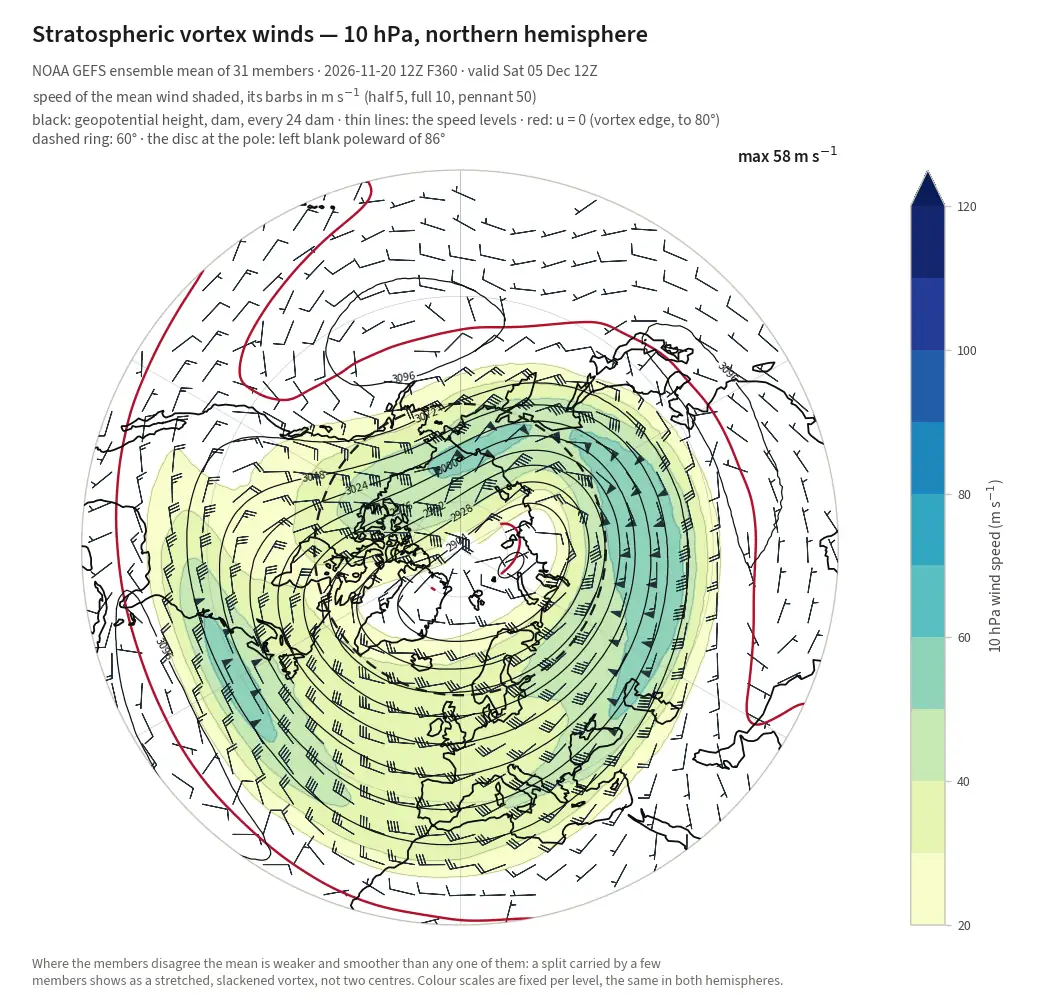 Stratospheric vortex winds — 10 hPa, northern hemisphere
NOAA GEFS ensemble mean of 31 members · 2026-11-20 12Z F360 · valid Sat 05 Dec 12Z
speed of the mean wind shaded, its barbs in m s⁻¹ (half 5, full 10, pennant 50)
black: geopotential height, dam, every 24 dam · thin lines: the speed levels · red: u = 0 (vortex edge, to 80°)
dashed ring: 60° · the disc at the pole: left blank poleward of 86°
max 58 m s⁻¹
120
100
80
60
40
20
10 hPa wind speed (m s⁻¹)
3096
3072
3000
3024
2928
3096
Where the members disagree the mean is weaker and smoother than any one of them: a split carried by a few
members shows as a stretched, slackened vortex, not two centres. Colour scales are fixed per level, the same in both hemispheres.